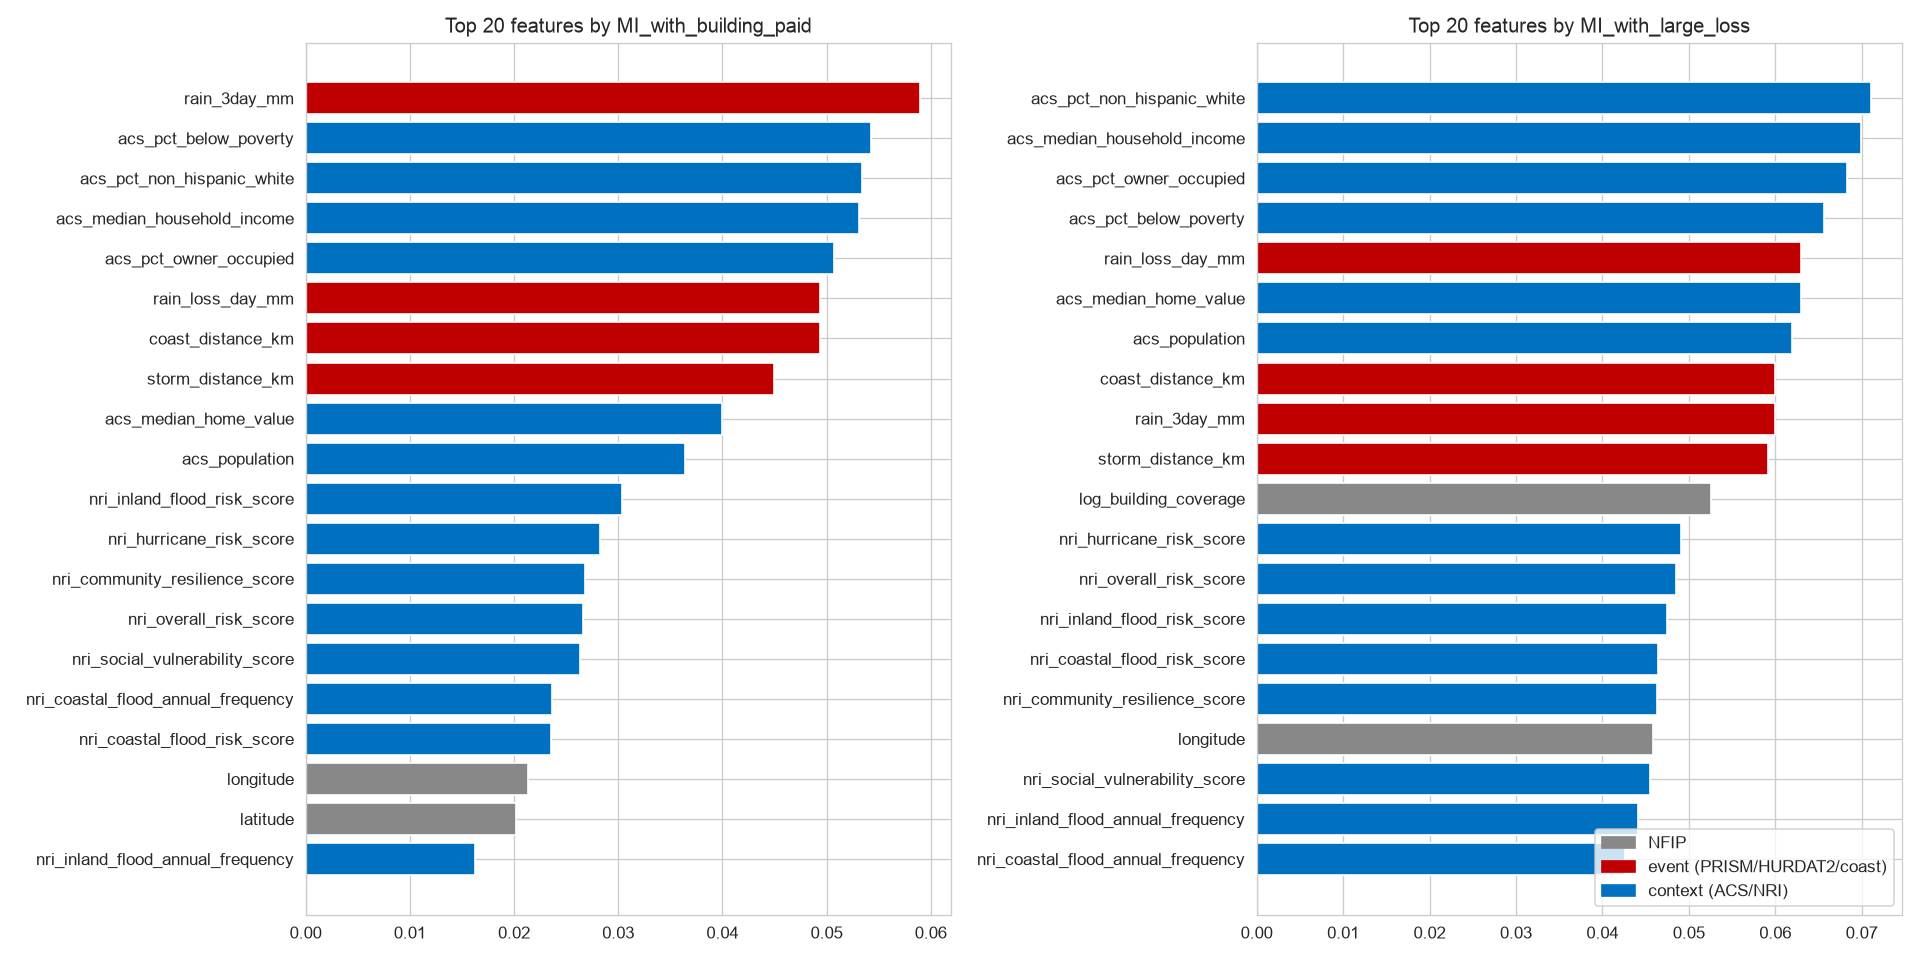 Top 20 features by MI_with_building_paid
rain_3day_mm
acs_pct_below_poverty
acs_pct_non_hispanic_white
acs_median_household_income
acs_pct_owner_occupied
rain_loss_day_mm
coast_distance_km
storm_distance_km
acs_median_home_value
acs_population
nri_inland_flood_risk_score
nri_hurricane_risk_score
nri_community_resilience_score
nri_overall_risk_score
nri_social_vulnerability_score
nri_coastal_flood_annual_frequency
nri_coastal_flood_risk_score
longitude
latitude
nri_inland_flood_annual_frequency
0.00 0.01 0.02 0.03 0.04 0.05 0.06
Top 20 features by MI_with_large_loss
acs_pct_non_hispanic_white
acs_median_household_income
acs_pct_owner_occupied
acs_pct_below_poverty
rain_loss_day_mm
acs_median_home_value
acs_population
coast_distance_km
rain_3day_mm
storm_distance_km
log_building_coverage
nri_hurricane_risk_score
nri_overall_risk_score
nri_inland_flood_risk_score
nri_coastal_flood_risk_score
nri_community_resilience_score
longitude
nri_social_vulnerability_score
nri_inland_flood_annual_frequency
nri_coastal_flood_annual_frequency
NFIP
event (PRISM/HURDAT2/coast)
context (ACS/NRI)
0.00 0.01 0.02 0.03 0.04 0.05 0.06 0.07